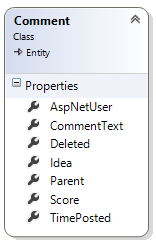 Comment
Class
Entity
Properties
AspNetUser
CommentText
Deleted
Idea
Parent
Score
TimePosted